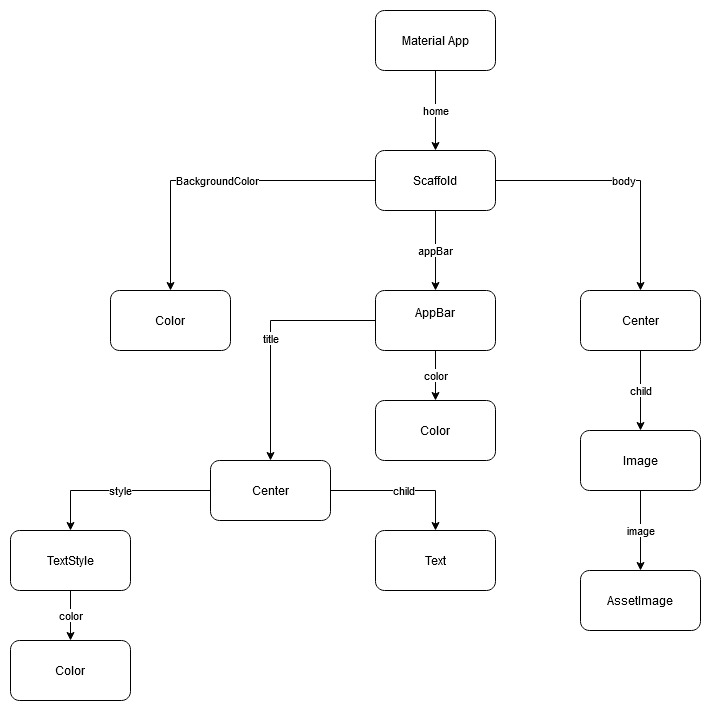 Material App
home
Scaffold
BackgroundColor
body
appBar
Color
AppBar
Center
title
color
child
Color
Image
Center
style
child
image
TextStyle
Text
AssetImage
color
Color